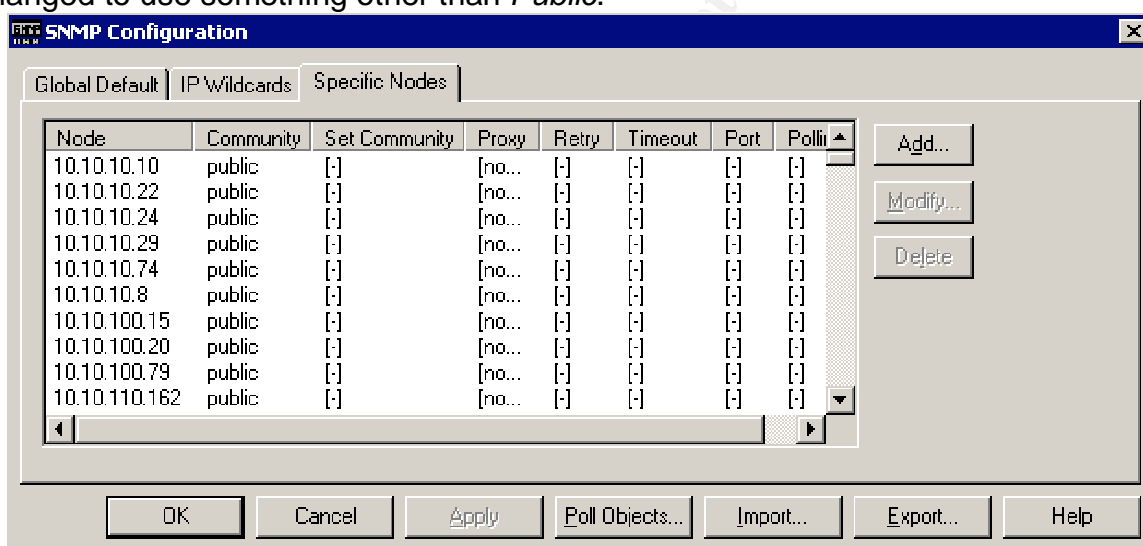 anged to use something other than Public.
SNMP Configuration
Global Default IP Wildcards Specific Nodes
Node Community Set Community Proxy Retry Timeout Port
10.10.10.10 public [-] [no... [-] [-] [-] [-]
10.10.10.22 public [-] [no... [-] [-] [-] [-]
10.10.10.24 public [-] [no... [-] [-] [-] [-]
10.10.10.29 public [-] [no... [-] [-] [-] [-]
10.10.10.74 public [-] [no... [-] [-] [-] [-]
10.10.10.8 public [-] [no... [-] [-] [-] [-]
10.10.100.15 public [-] [no... [-] [-] [-] [-]
10.10.100.20 public [-] [no... [-] [-] [-] [-]
10.10.100.79 public [-] [no... [-] [-] [-] [-]
10.10.110.162 public [-] [no... [-] [-] [-] [-]
Add...
Modify...
Delete
OK Cancel Apply Poll Objects... Import... Export... Help